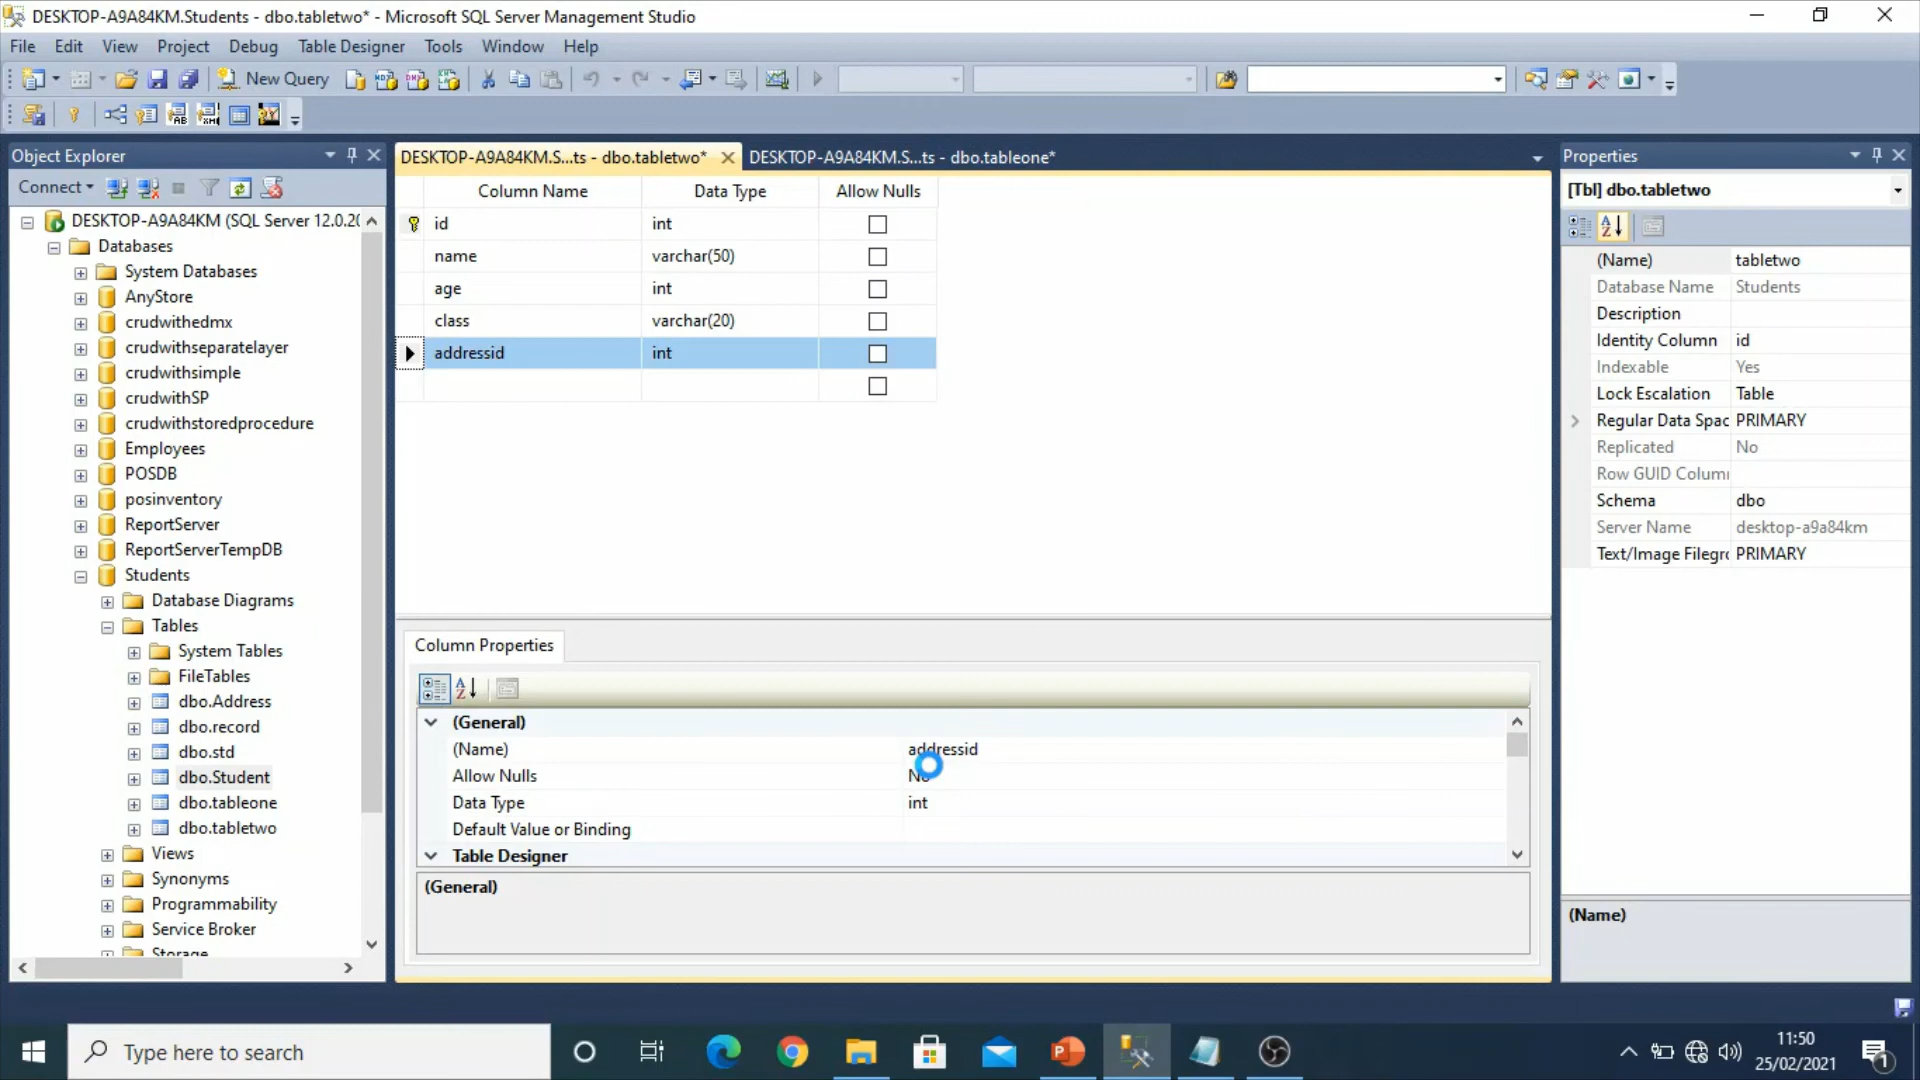 DESKTOP-A9A84KM.Students - dbo.tabletwo* - Microsoft SQL Server Management Studio
File Edit View Project Debug Table Designer Tools Window Help
New Query
Object Explorer
Connect
DESKTOP-A9A84KM (SQL Server 12.0.20
Databases
System Databases
AnyStore
crudwithedmx
crudwithseparatelayer
crudwithsimple
crudwithSP
crudwithstoredprocedure
Employees
POSDB
posinventory
ReportServer
ReportServerTempDB
Students
Database Diagrams
Tables
System Tables
FileTables
dbo.Address
dbo.record
dbo.std
dbo.Student
dbo.tableone
dbo.tabletwo
Views
Synonyms
Programmability
Service Broker
Storage
DESKTOP-A9A84KM.S...ts - dbo.tabletwo* DESKTOP-A9A84KM.S...ts - dbo.tableone*
Column Name Data Type Allow Nulls
id int
name varchar(50)
age int
class varchar(20)
addressid int
Column Properties
(General)
(Name) addressid
Allow Nulls No
Data Type int
Default Value or Binding
Table Designer
(General)
Properties
[Tbl] dbo.tabletwo
(Name) tabletwo
Database Name Students
Description
Identity Column id
Indexable Yes
Lock Escalation Table
Regular Data Spac PRIMARY
Replicated No
Row GUID Colum
Schema dbo
Server Name desktop-a9a84km
Text/Image Filegr PRIMARY
(Name)
Type here to search
11:50
25/02/2021
1